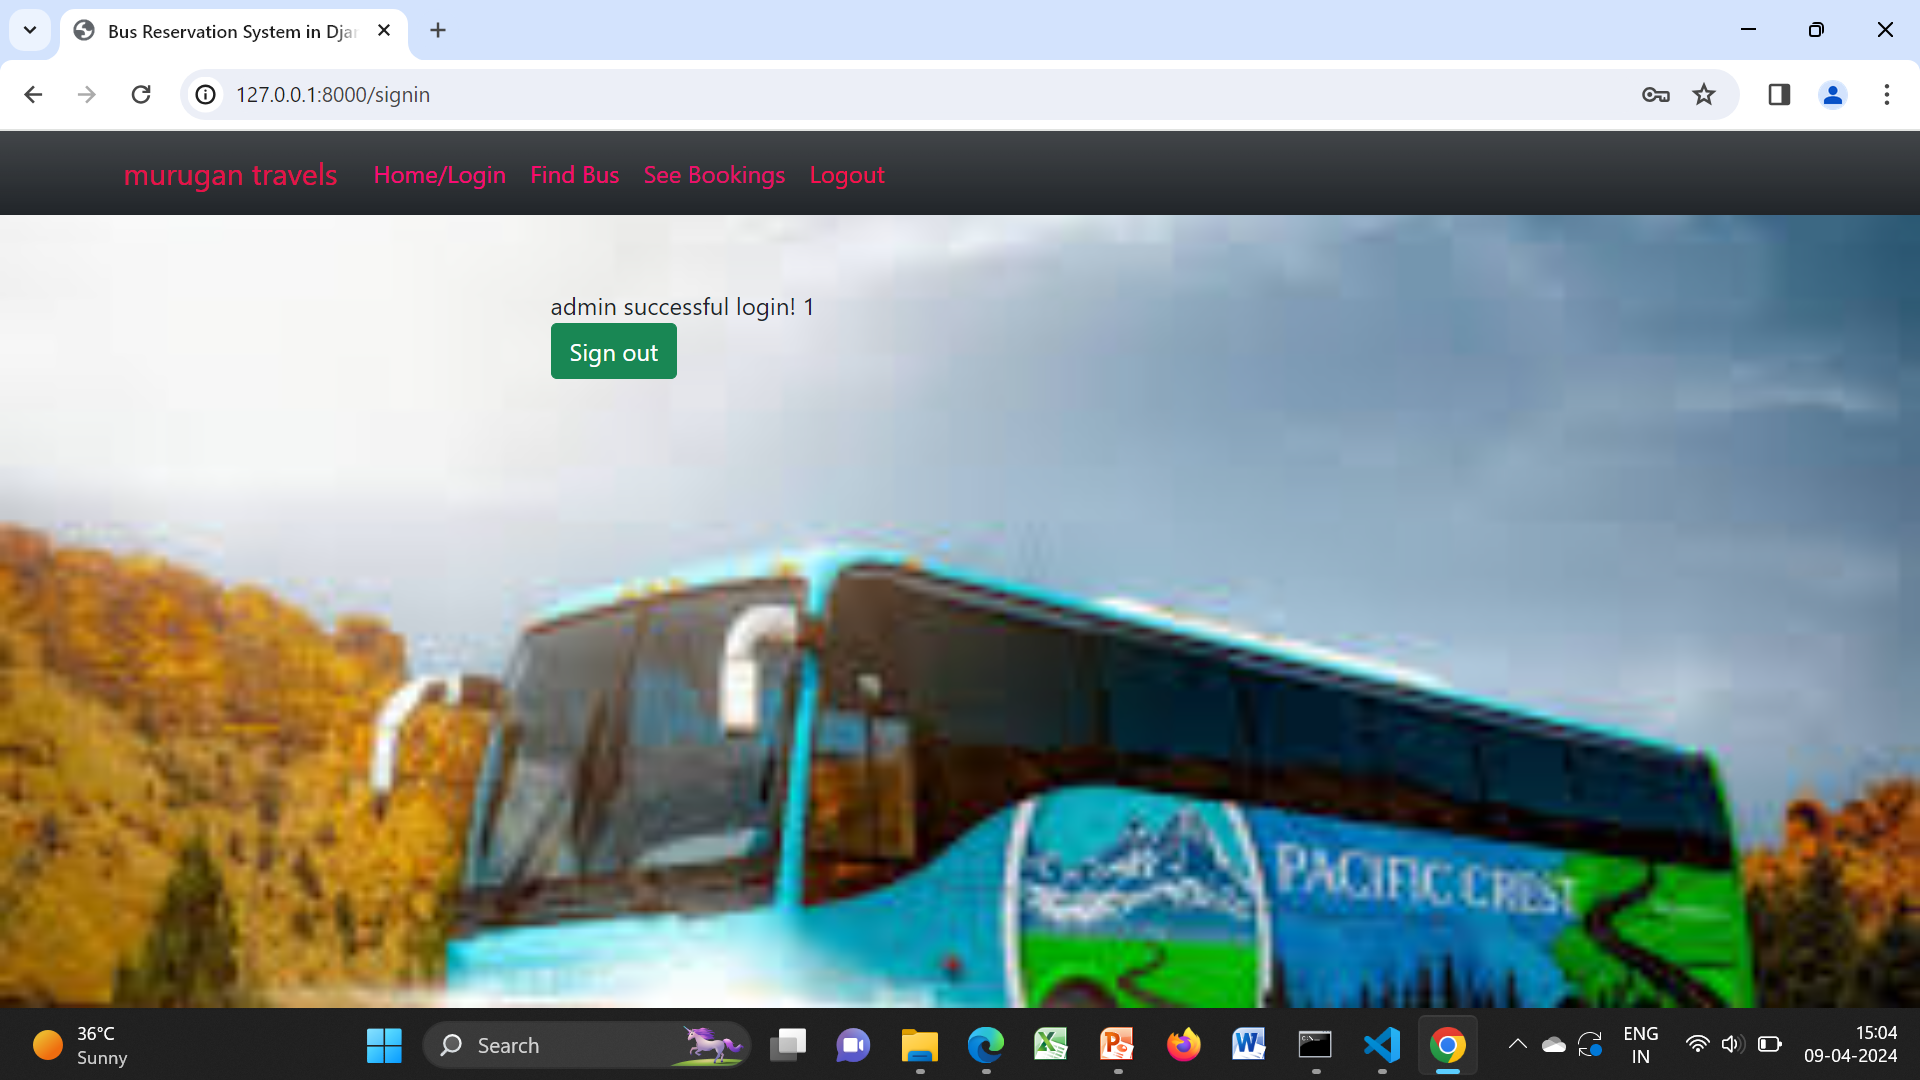 Bus Reservation System in Djan
127.0.0.1:8000/signin
murugan travels Home/Login Find Bus See Bookings Logout
admin successful login! 1
Sign out
PACIFIC CREST
36°C
Sunny
Search
ENG
IN
15:04
09-04-2024